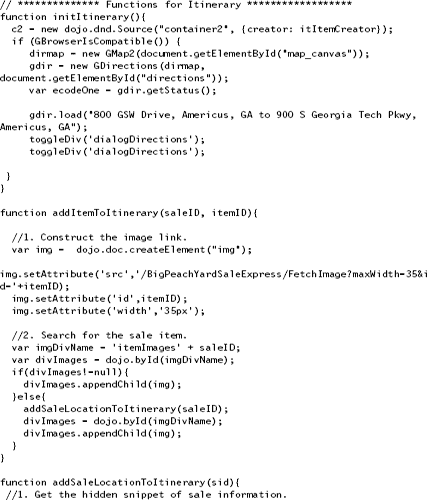 // ************** Functions for Itinerary ******************
function initItinerary(){
c2 = new dojo.dnd.Source("container2", {creator: itItemCreator});
if (GBrowserIsCompatible()) {
dirmap = new GMap2(document.getElementById("map_canvas"));
gdir = new GDirections(dirmap,
document.getElementById("directions"));
var ecodeOne = gdir.getStatus();
gdir.load("800 GSW Drive, Americus, GA to 900 S Georgia Tech Pkwy,
Americus, GA");
toggleDiv('dialogDirections');
toggleDiv('dialogDirections');
}
}
function addItemToItinerary(saleID, itemID){
//1. Construct the image link.
var img = dojo.doc.createElement("img");
img.setAttribute('src','/BigPeachYardSaleExpress/FetchImage?maxWidth=35&i
d='+itemID);
img.setAttribute('id',itemID);
img.setAttribute('width','35px');
//2. Search for the sale item.
var imgDivName = 'itemImages' + saleID;
var divImages = dojo.byId(imgDivName);
if(divImages!=null){
divImages.appendChild(img);
}else{
addSaleLocationToItinerary(saleID);
divImages = dojo.byId(imgDivName);
divImages.appendChild(img);
}
}
function addSaleLocationToItinerary(sid){
//1. Get the hidden snippet of sale information.